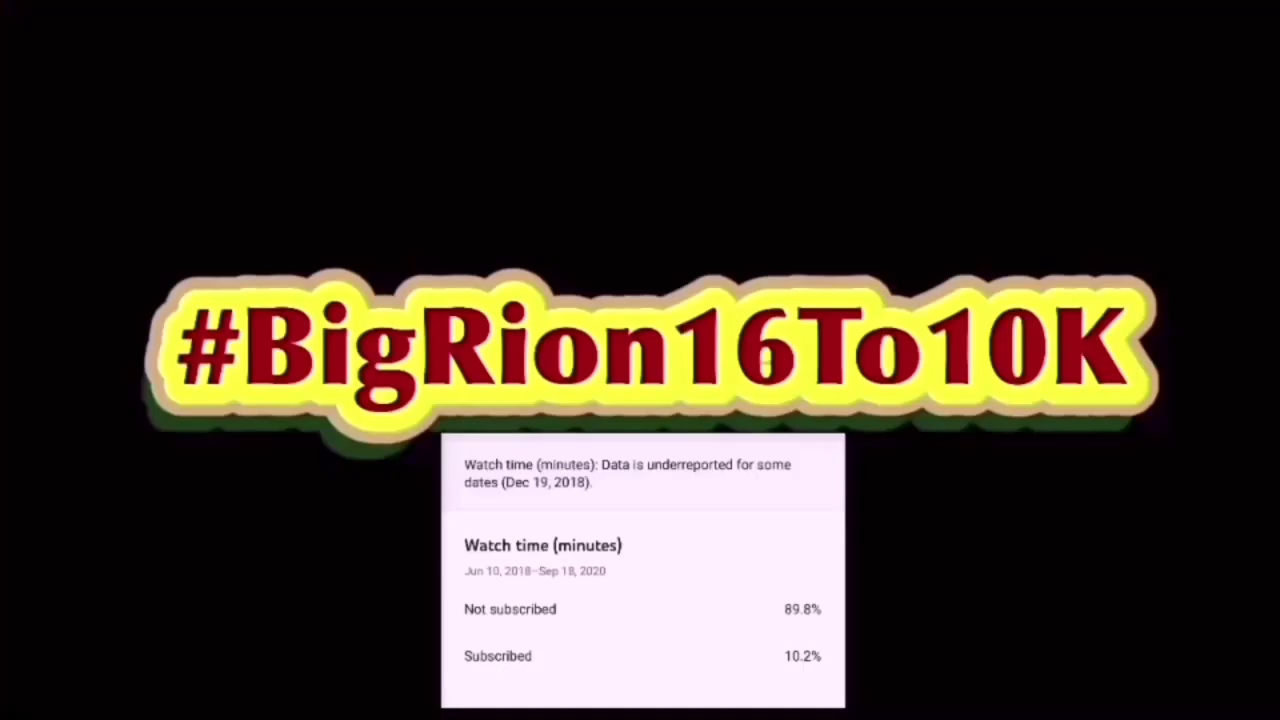 #BigRion16To10K
Watch time (minutes): Data is underreported for some
dates (Dec 19, 2018).
Watch time (minutes)
Jun 10, 2018–Sep 18, 2020
Not subscribed 89.8%
Subscribed 10.2%